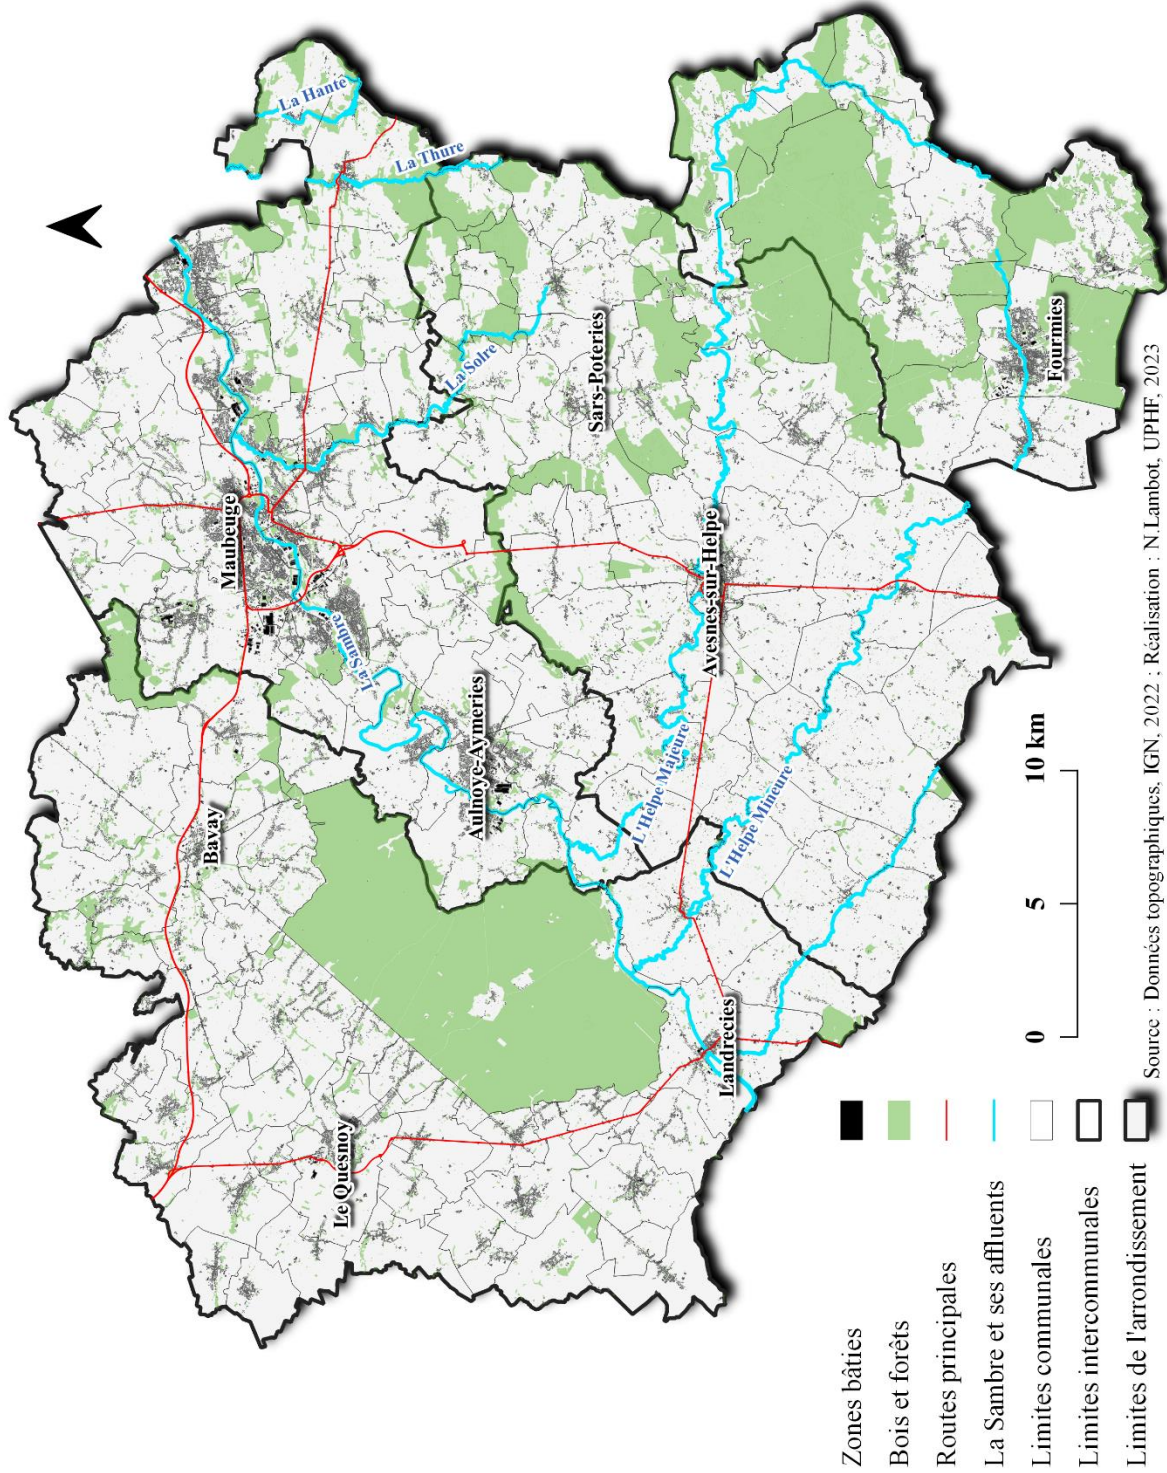 La Hante
La Thure
Maubeuge
La Solre
La Sambre
Bavay
Sars-Poteries
Aulnoye-Aymeries
Le Quesnoy
Avesnes-sur-Helpe
L'Helpe Majeure
L'Helpe Mineure
Landrecies
Fourmies
Zones bâties
Bois et forêts
Routes principales
La Sambre et ses affluents
Limites communales
Limites intercommunales
Limites de l'arrondissement
0 5 10 km
Source : Données topographiques, IGN, 2022 ; Réalisation : N.Lambot, UPHF, 2023